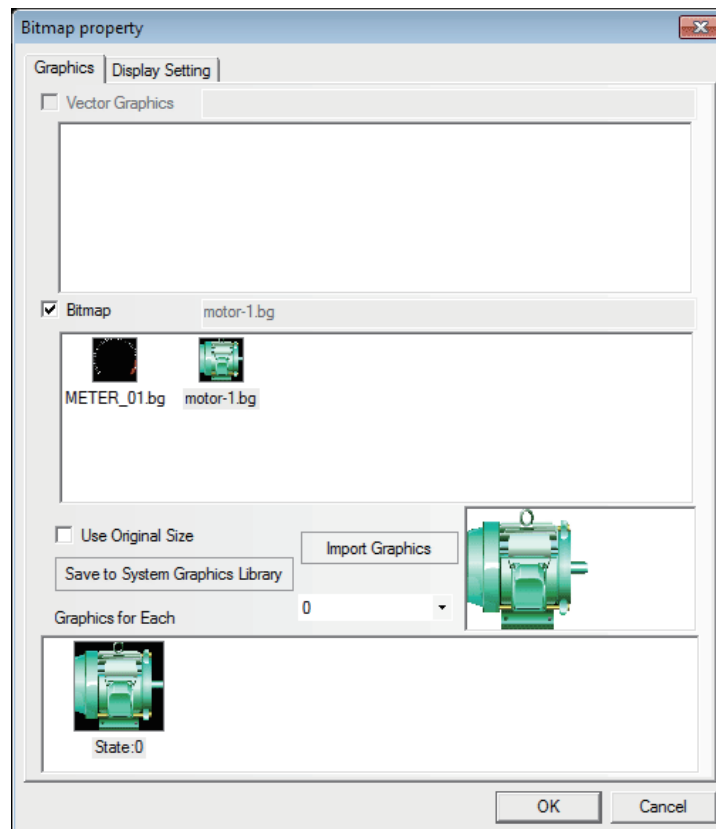 Bitmap property
Graphics
Display Setting
Vector Graphics
Bitmap
motor-1.bg
METER_01.bg
motor-1.bg
Use Original Size
Import Graphics
Save to System Graphics Library
Graphics for Each
0
State:0
OK
Cancel